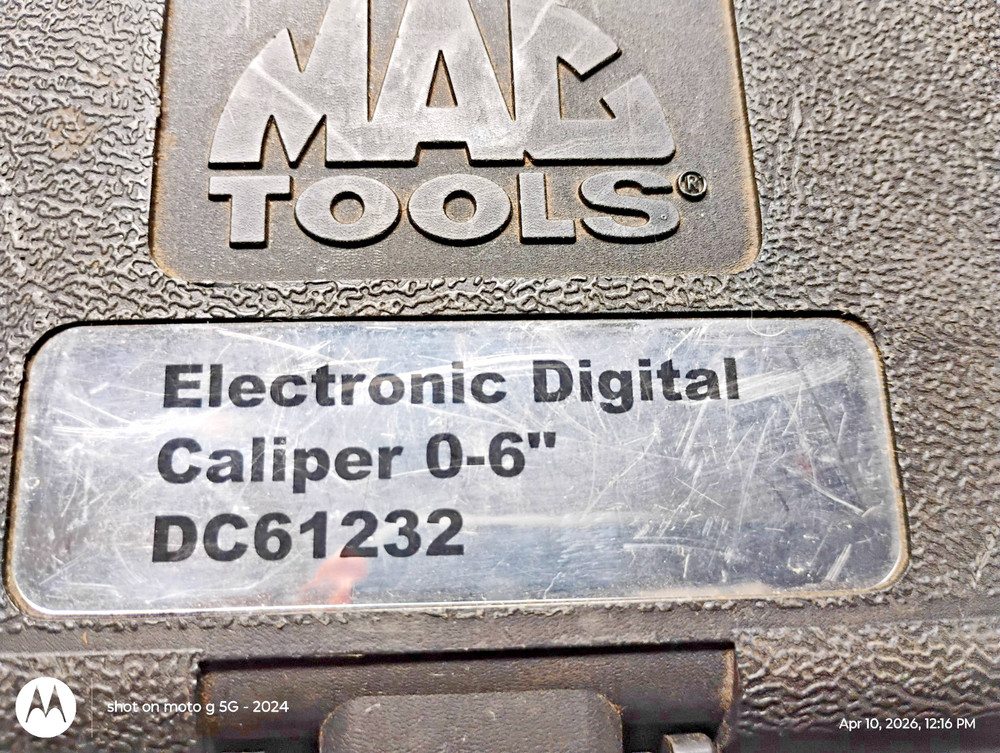 MAC
TOOLS®
Electronic Digital
Caliper 0-6"
DC61232
shot on moto g 5G - 2024
Apr 10, 2026, 12:16 PM